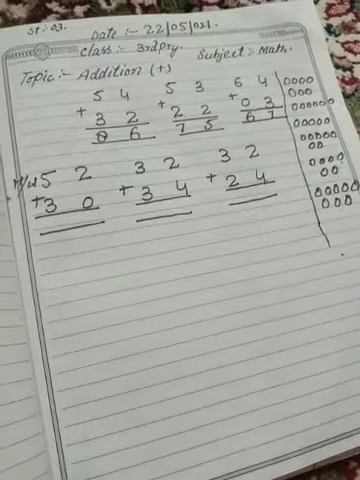 St:-03.
Date :- 22/05/021.
Class:- 3rdpry. Subject:- Maths.
Topic:- Addition (+)
5 4 5 3 6 4
+ 3 2 + 2 2 + 0 3
8 6 7 5 6 7
H/W 5 2 3 2 3 2
+ 3 0 + 3 4 + 2 4